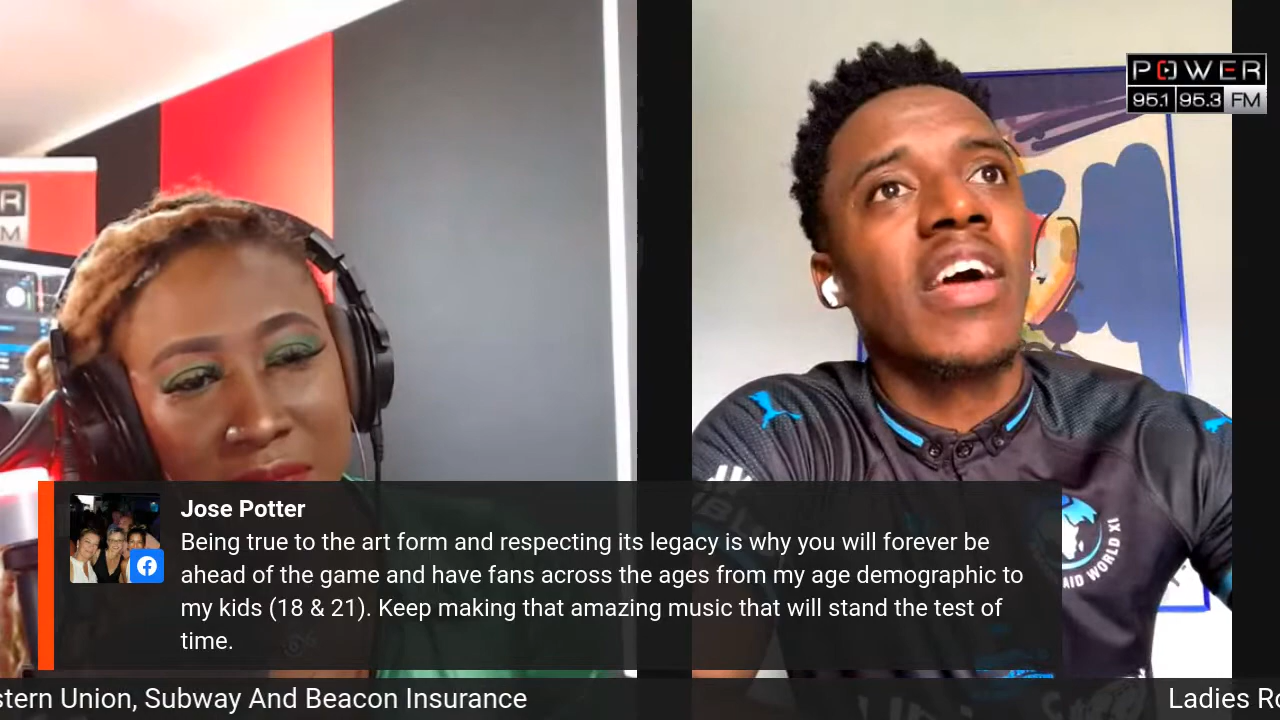 POWER
95.1 95.3 FM
R
M
Jose Potter
Being true to the art form and respecting its legacy is why you will forever be
ahead of the game and have fans across the ages from my age demographic to
my kids (18 & 21). Keep making that amazing music that will stand the test of
time.
AID WORLD XI
stern Union, Subway And Beacon Insurance
Ladies Ro